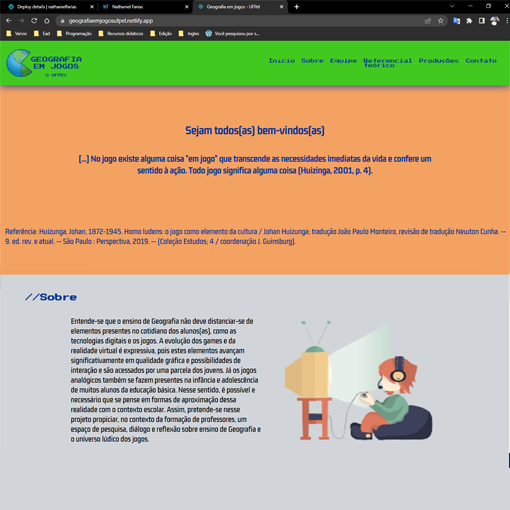 Deploy details | nathanielfarias
Nathaniel Farias
Geografia em jogos - UFPel
geografiaemjogosufpel.netlify.app
Varios
Ead
Programação
Recursos didaticos
Edição
Ingles
Você pesquisou por s...
GEOGRAFIA
EM JOGOS
@ UFPEL
Inicio Sobre Equipe Referencial Produções Contato
teórico
Sejam todos(as) bem-vindos(as)
[...] No jogo existe alguma coisa "em jogo" que transcende as necessidades imediatas da vida e confere um
sentido à ação. Todo jogo significa alguma coisa (Huizinga, 2001, p. 4).
Referência: Huizunga, Johan, 1872-1945. Homo ludens: o jogo como elemento da cultura / Johan Huizunga; tradução João Paulo Monteiro, revisão de tradução Newton Cunha. --
9. ed. rev. e atual. -- São Paulo : Perspectiva, 2019. -- (Coleção Estudos; 4 / coordenação J. Guinsburg).
//Sobre
Entende-se que o ensino de Geografia não deve distanciar-se de
elementos presentes no cotidiano dos alunos(as), como as
tecnologias digitais e os jogos. A evolução dos games e da
realidade virtual é expressiva, pois estes elementos avançam
significativamente em qualidade gráfica e possibilidades de
interação e são acessados por uma parcela dos jovens. Já os jogos
analógicos também se fazem presentes na infância e adolescência
de muitos alunos da educação básica. Nesse sentido, é possível e
necessário que se pense em formas de aproximação dessa
realidade com o contexto escolar. Assim, pretende-se nesse
projeto propiciar, no contexto da formação de professores, um
espaço de pesquisa, diálogo e reflexão sobre ensino de Geografia e
o universo lúdico dos jogos.